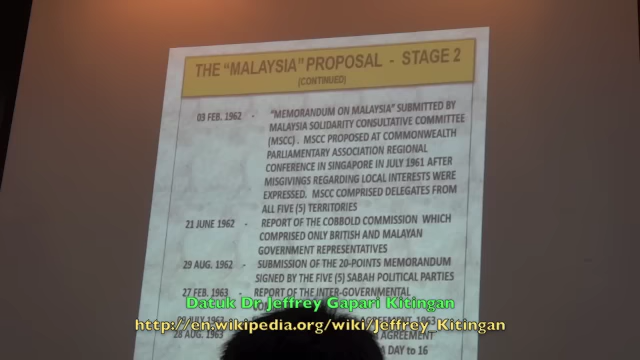 THE "MALAYSIA" PROPOSAL - STAGE 2
(CONTINUED)
03 FEB. 1962 - "MEMORANDUM ON MALAYSIA" SUBMITTED BY
MALAYSIA SOLIDARITY CONSULTATIVE COMMITTEE
(MSCC). MSCC PROPOSED AT COMMONWEALTH
PARLIAMENTARY ASSOCIATION REGIONAL
CONFERENCE IN SINGAPORE IN JULY 1961 AFTER
MISGIVINGS REGARDING LOCAL INTERESTS WERE
EXPRESSED. MSCC COMPRISED DELEGATES FROM
ALL FIVE (5) TERRITORIES
21 JUNE 1962 - REPORT OF THE COBBOLD COMMISSION WHICH
COMPRISED ONLY BRITISH AND MALAYAN
GOVERNMENT REPRESENTATIVES
29 AUG. 1962 - SUBMISSION OF THE 20-POINTS MEMORANDUM
SIGNED BY THE FIVE (5) SABAH POLITICAL PARTIES
27 FEB. 1963 - REPORT OF THE INTER-GOVERNMENTAL
Datuk Dr Jeffrey Gapari Kitingan
http://en.wikipedia.org/wiki/Jeffrey_Kitingan
28 AUG. 1963 AGREEMENT
A DAY to 16